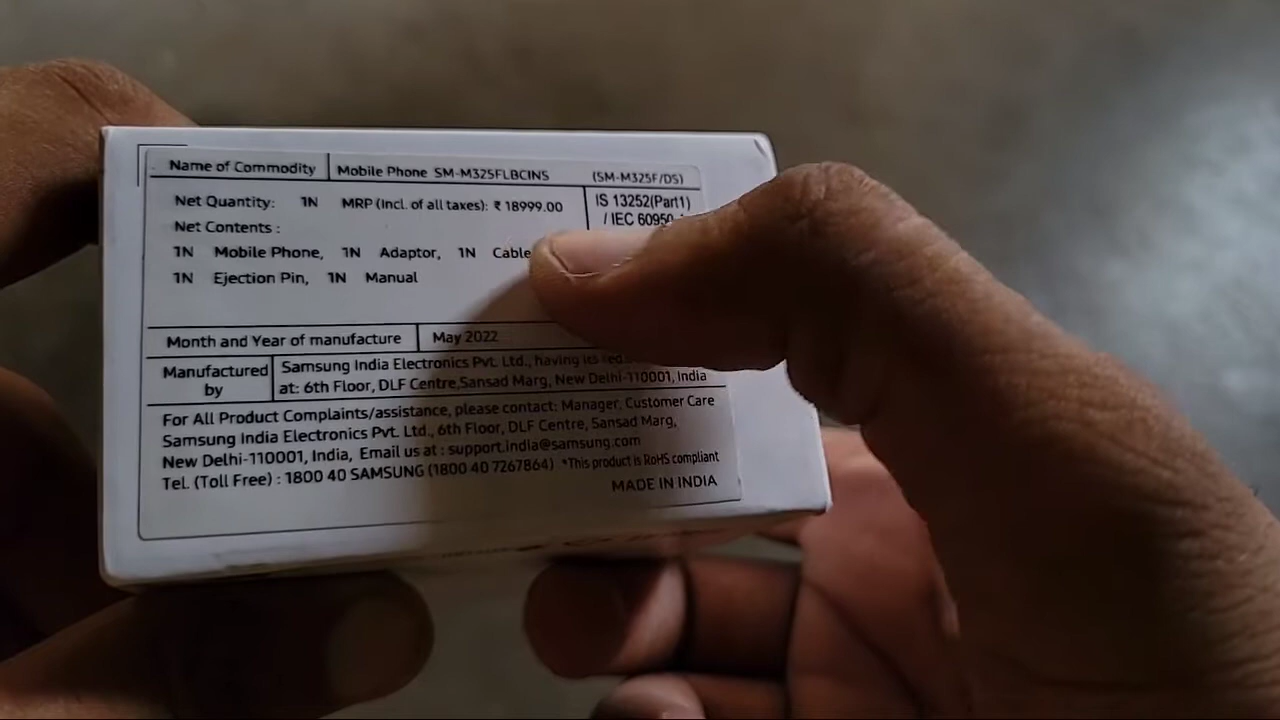 Name of Commodity Mobile Phone SM-M325FLBCINS (SM-M325F/DS)
Net Quantity: 1N MRP (Incl. of all taxes): ₹ 18999.00 IS 13252(Part1)
/ IEC 60950
Net Contents :
1N Mobile Phone, 1N Adaptor, 1N Cable
1N Ejection Pin, 1N Manual
Month and Year of manufacture May 2022
Manufactured by
Samsung India Electronics Pvt. Ltd., having its
at: 6th Floor, DLF Centre,Sansad Marg, New Delhi-110001, India
For All Product Complaints/assistance, please contact: Manager, Customer Care
Samsung India Electronics Pvt. Ltd., 6th Floor, DLF Centre, Sansad Marg,
New Delhi-110001, India, Email us at : support.india@samsung.com
Tel. (Toll Free) : 1800 40 SAMSUNG (1800 40 7267864) *This product is RoHS compliant
MADE IN INDIA